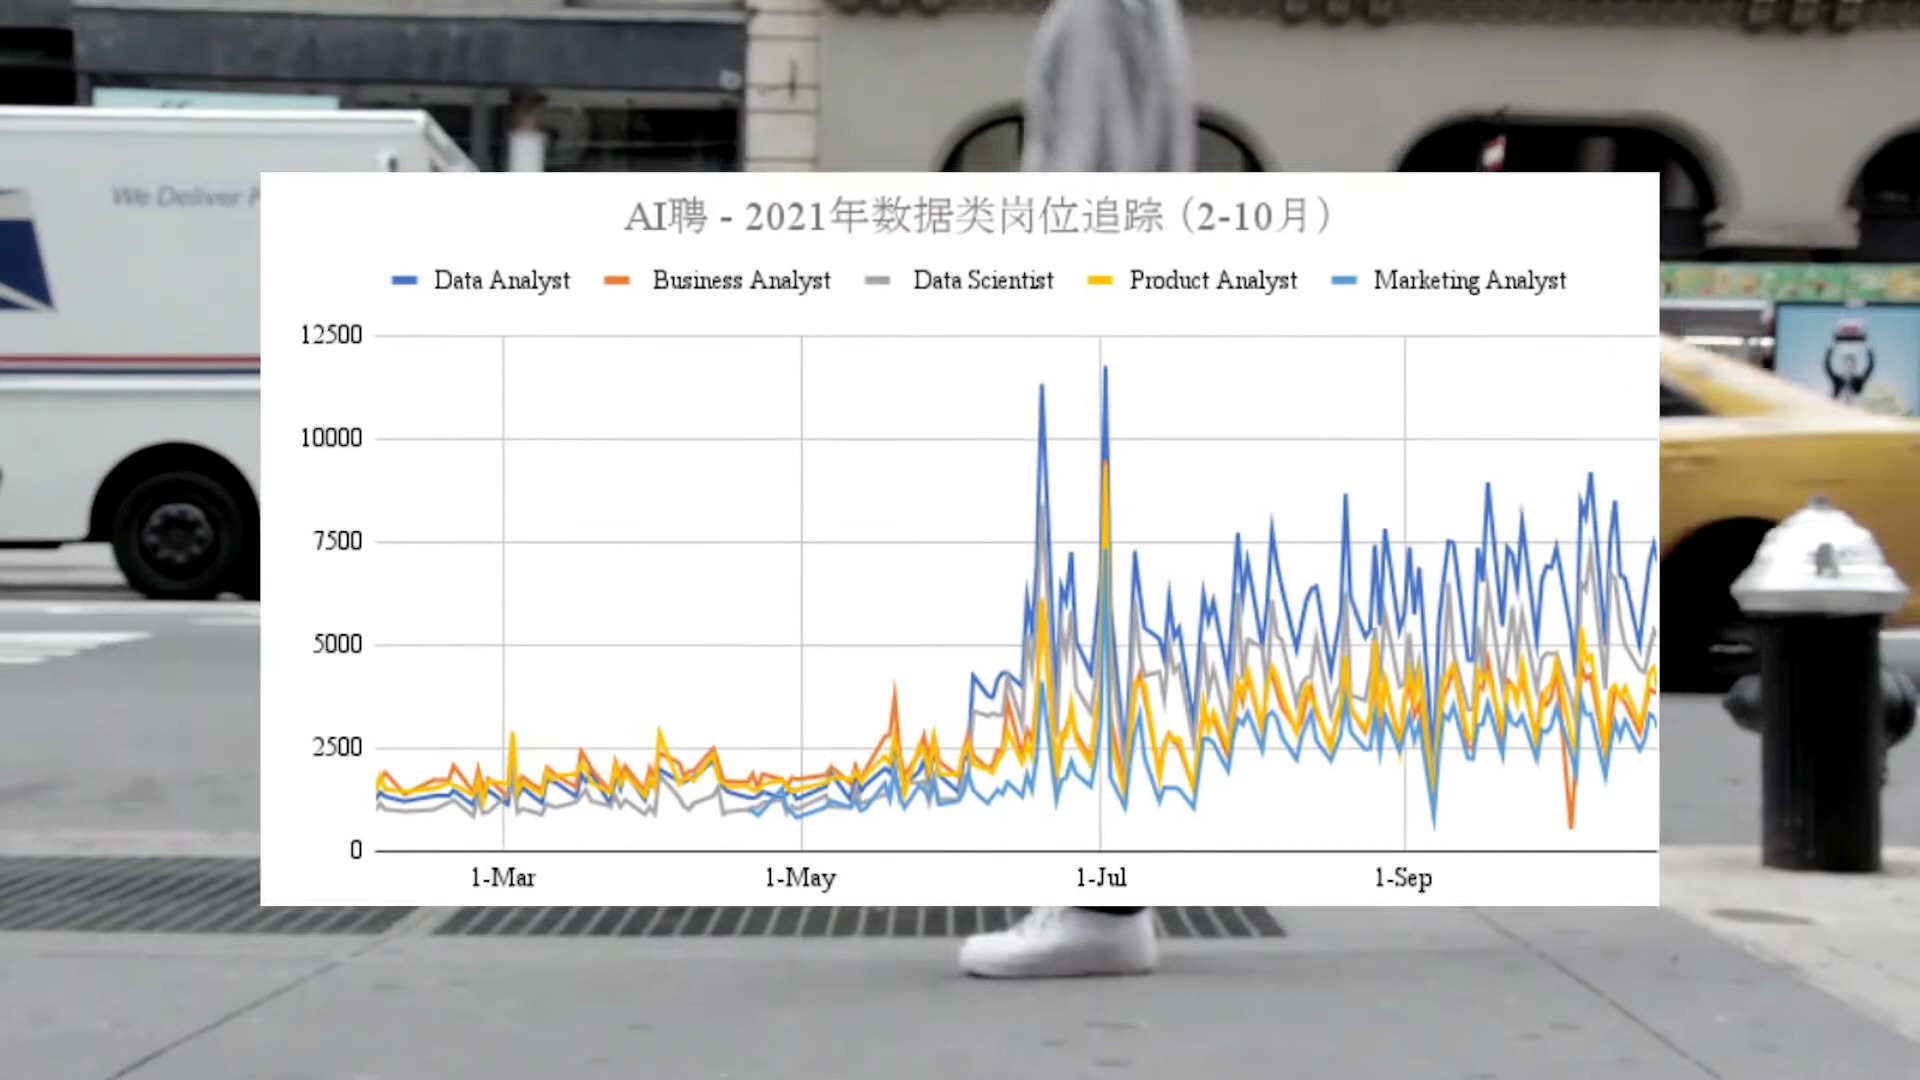 We Deliver
AI聘 - 2021年数据类岗位追踪（2-10月）
Data Analyst Business Analyst Data Scientist Product Analyst Marketing Analyst
12500
10000
7500
5000
2500
0
1-Mar 1-May 1-Jul 1-Sep